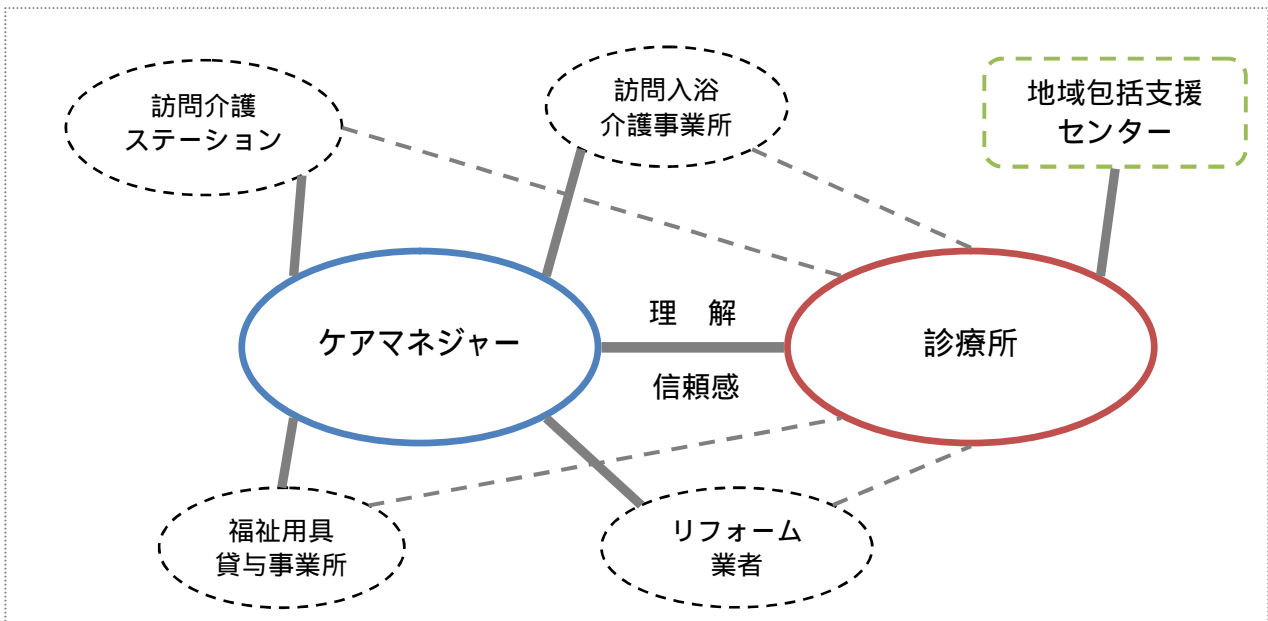 訪問介護
ステーション
訪問入浴
介護事業所
地域包括支援
センター
ケアマネジャー
理　解
信頼感
診療所
福祉用具
貸与事業所
リフォーム
業者